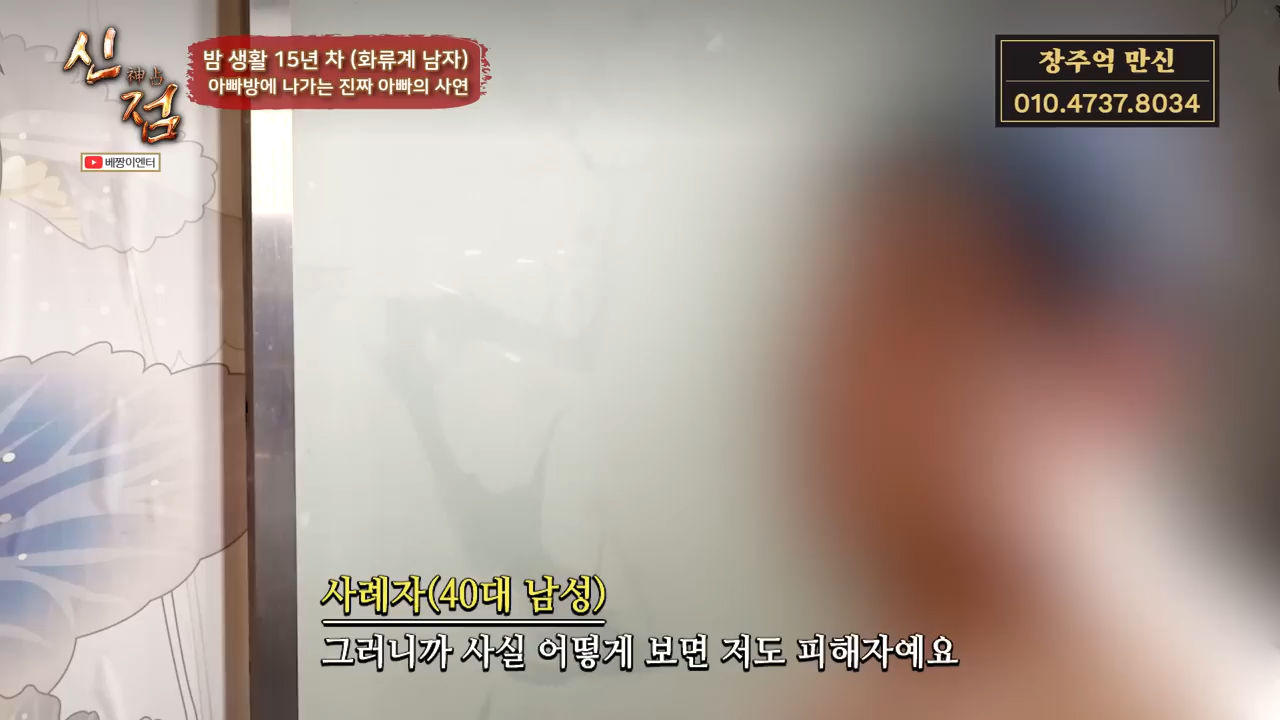 신점
神占
베짱이엔터
밤 생활 15년 차 (화류계 남자)
아빠방에 나가는 진짜 아빠의 사연
장주억 만신
010.4737.8034
사례자(40대 남성)
그러니까 사실 어떻게 보면 저도 피해자예요